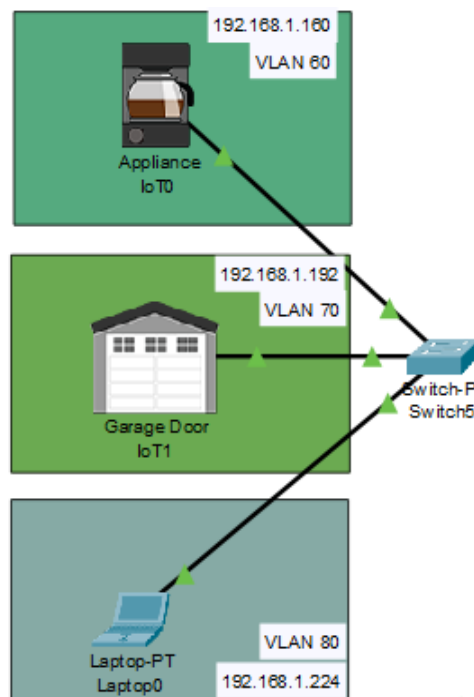 192.168.1.160
VLAN 60
Appliance
IoT0
192.168.1.192
VLAN 70
Garage Door
IoT1
Switch-P
Switch5
VLAN 80
Laptop-PT
Laptop0
192.168.1.224